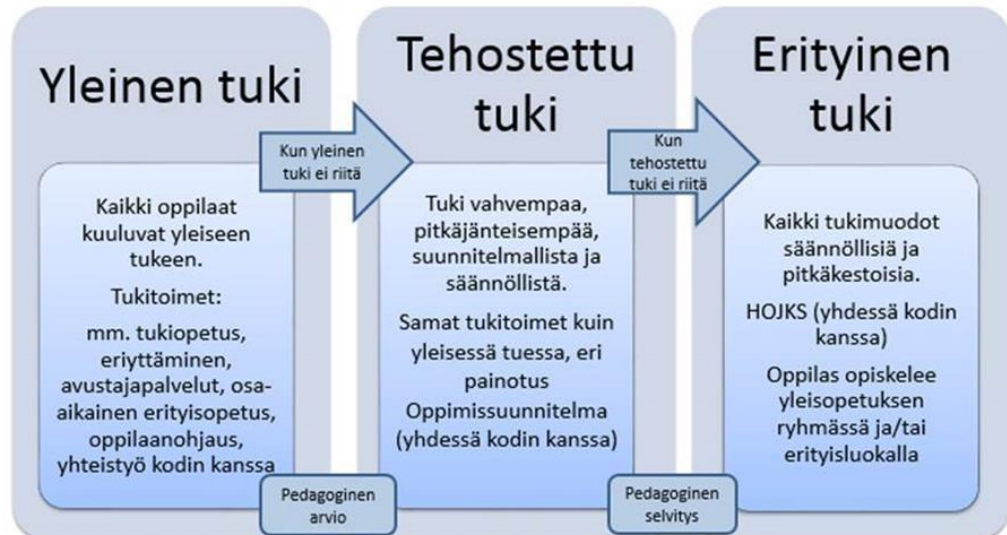 Yleinen tuki
Kun yleinen
tuki ei riitä
Kaikki oppilaat
kuuluvat yleiseen
tukeen.
Tukitoimet:
mm. tukiopetus,
eriyttäminen,
avustajapalvelut, osa-
aikainen erityisopetus,
oppilaanohjaus,
yhteistyö kodin kanssa
Pedagoginen
arvio
Tehostettu
tuki
Kun
tehostettu
tuki ei riitä
Tuki vahvempaa,
pitkäjänteisempää,
suunnitelmallista ja
säännöllistä.
Samat tukitoimet kuin
yleisessä tuessa, eri
painotus
Oppimissuunnitelma
(yhdessä kodin kanssa)
Pedagoginen
selvitys
Erityinen
tuki
Kaikki tukimuodot
säännöllisiä ja
pitkäkestoisia.
HOJKS (yhdessä kodin
kanssa)
Oppilas opiskelee
yleisopetuksen
ryhmässä ja/tai
erityisluokalla